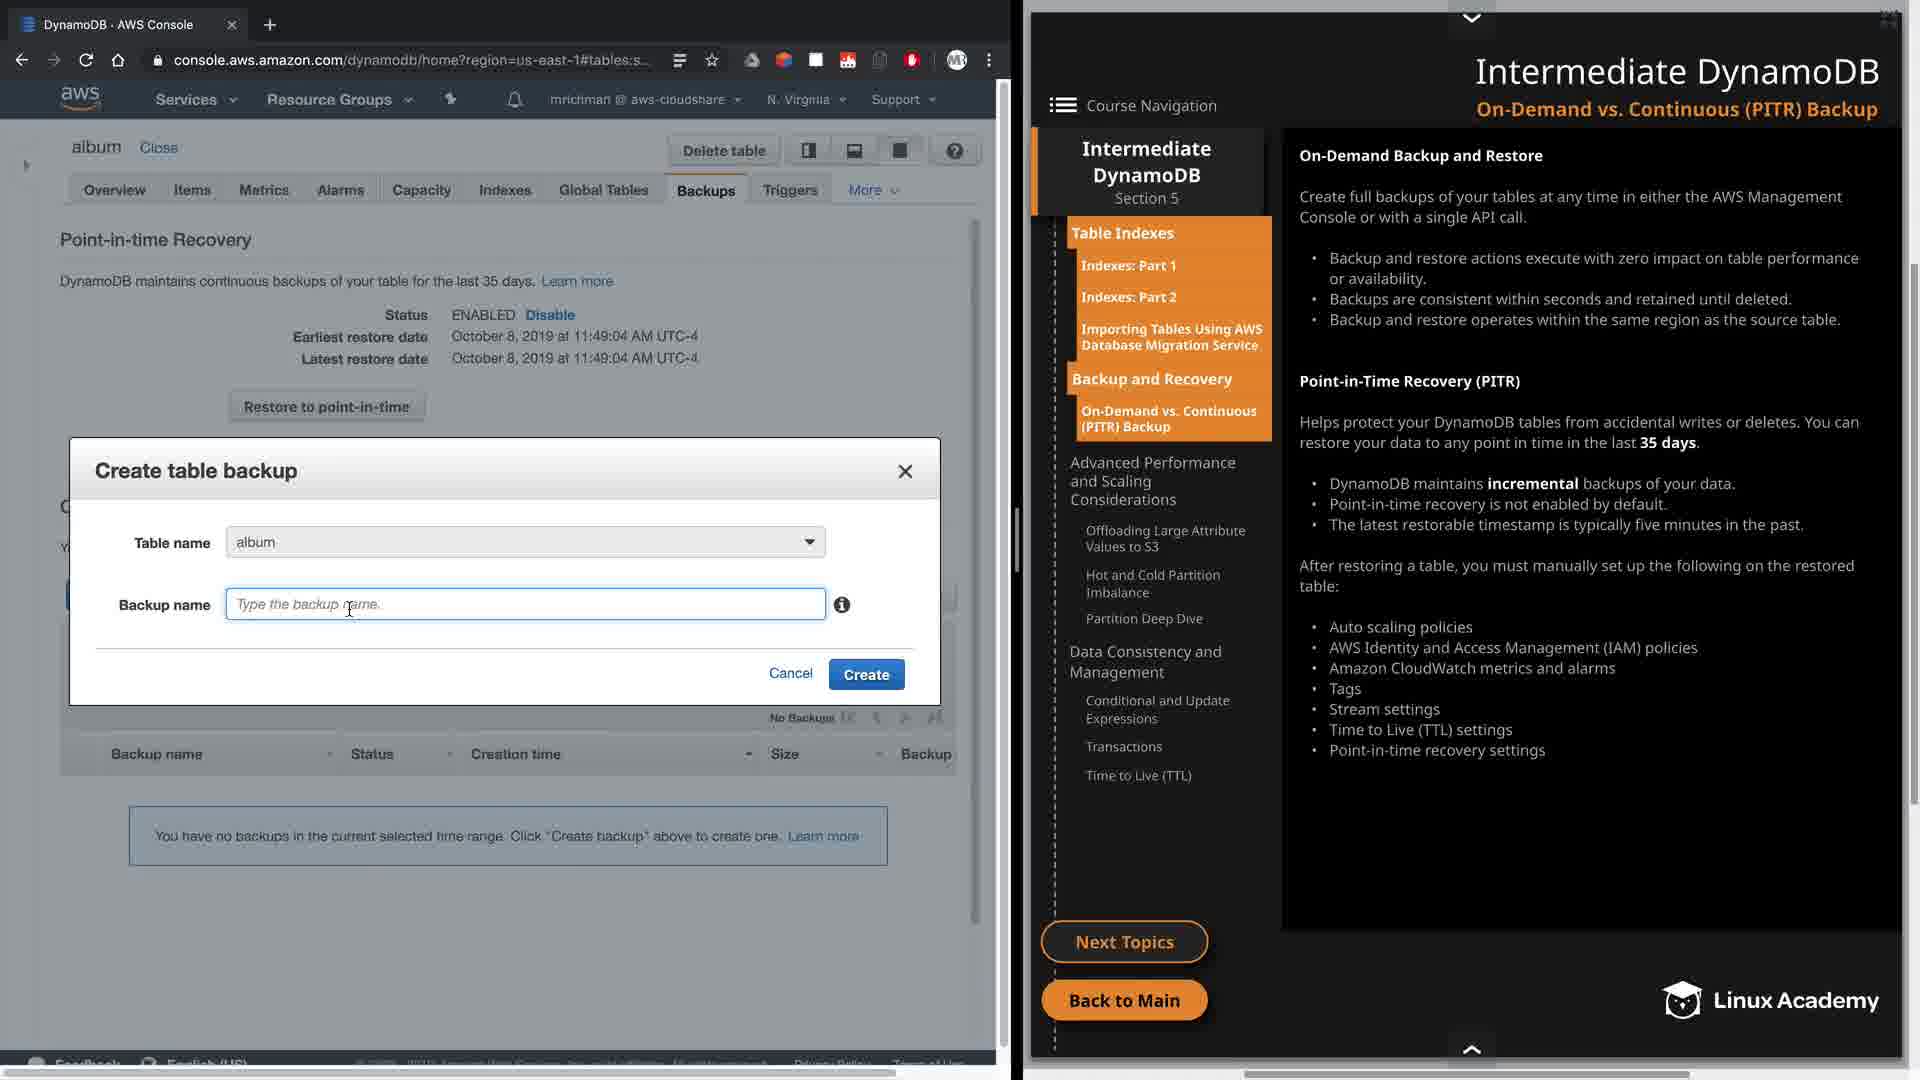 DynamoDB - AWS Console
console.aws.amazon.com/dynamodb/home?region=us-east-1#tables:s...
aws
Services
Resource Groups
mrichman @ aws-cloudshare
N. Virginia
Support
album
Close
Delete table
Overview
Items
Metrics
Alarms
Capacity
Indexes
Global Tables
Backups
Triggers
More
Point-in-time Recovery
DynamoDB maintains continuous backups of your table for the last 35 days. Learn more
Status ENABLED Disable
Earliest restore date October 8, 2019 at 11:49:04 AM UTC-4
Latest restore date October 8, 2019 at 11:49:04 AM UTC-4
Restore to point-in-time
Create table backup
Table name album
Backup name Type the backup name.
Cancel
Create
No Backups
Backup name
Status
Creation time
Size
Backup
You have no backups in the current selected time range. Click "Create backup" above to create one. Learn more
Feedback
English (US)
Privacy Policy
Terms of Use
Intermediate DynamoDB
On-Demand vs. Continuous (PITR) Backup
Course Navigation
Intermediate
DynamoDB
Section 5
Table Indexes
Indexes: Part 1
Indexes: Part 2
Importing Tables Using AWS
Database Migration Service
Backup and Recovery
On-Demand vs. Continuous
(PITR) Backup
Advanced Performance
and Scaling
Considerations
Offloading Large Attribute
Values to S3
Hot and Cold Partition
Imbalance
Partition Deep Dive
Data Consistency and
Management
Conditional and Update
Expressions
Transactions
Time to Live (TTL)
Next Topics
Back to Main
On-Demand Backup and Restore
Create full backups of your tables at any time in either the AWS Management
Console or with a single API call.
• Backup and restore actions execute with zero impact on table performance
or availability.
• Backups are consistent within seconds and retained until deleted.
• Backup and restore operates within the same region as the source table.
Point-in-Time Recovery (PITR)
Helps protect your DynamoDB tables from accidental writes or deletes. You can
restore your data to any point in time in the last 35 days.
• DynamoDB maintains incremental backups of your data.
• Point-in-time recovery is not enabled by default.
• The latest restorable timestamp is typically five minutes in the past.
After restoring a table, you must manually set up the following on the restored
table:
• Auto scaling policies
• AWS Identity and Access Management (IAM) policies
• Amazon CloudWatch metrics and alarms
• Tags
• Stream settings
• Time to Live (TTL) settings
• Point-in-time recovery settings
Linux Academy